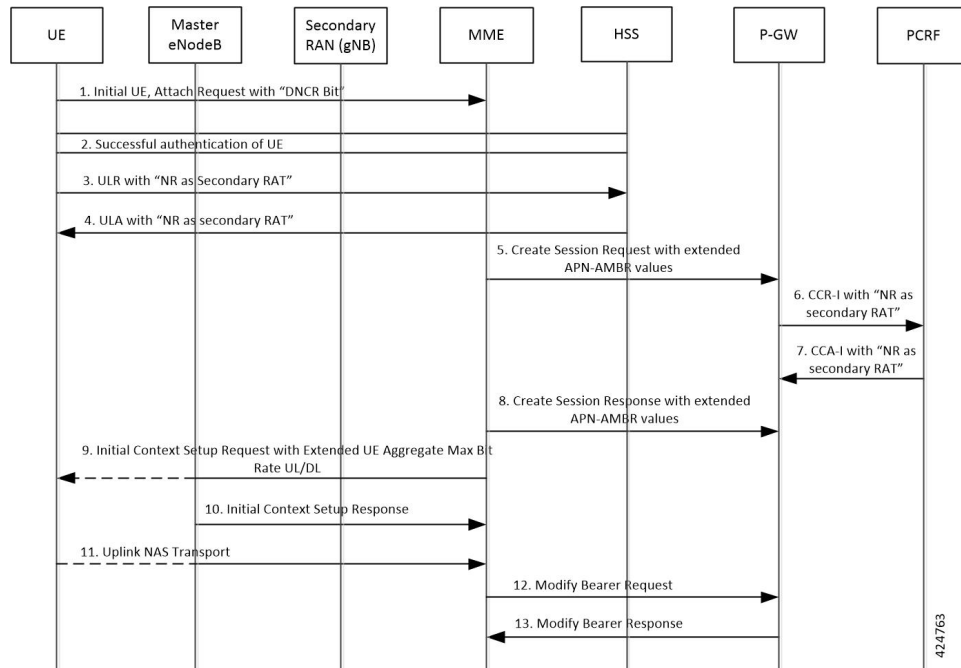 UE
Master
eNodeB
Secondary
RAN (gNB)
MME
HSS
P-GW
PCRF
1. Initial UE, Attach Request with “DNCR Bit”
2. Successful authentication of UE
3. ULR with “NR as Secondary RAT”
4. ULA with “NR as secondary RAT”
5. Create Session Request with extended
APN-AMBR values
6. CCR-I with “NR as
secondary RAT”
7. CCA-I with “NR as
secondary RAT”
8. Create Session Response with extended
APN-AMBR values
9. Initial Context Setup Request with Extended UE Aggregate Max Bit
Rate UL/DL
10. Initial Context Setup Response
11. Uplink NAS Transport
12. Modify Bearer Request
13. Modify Bearer Response
424763